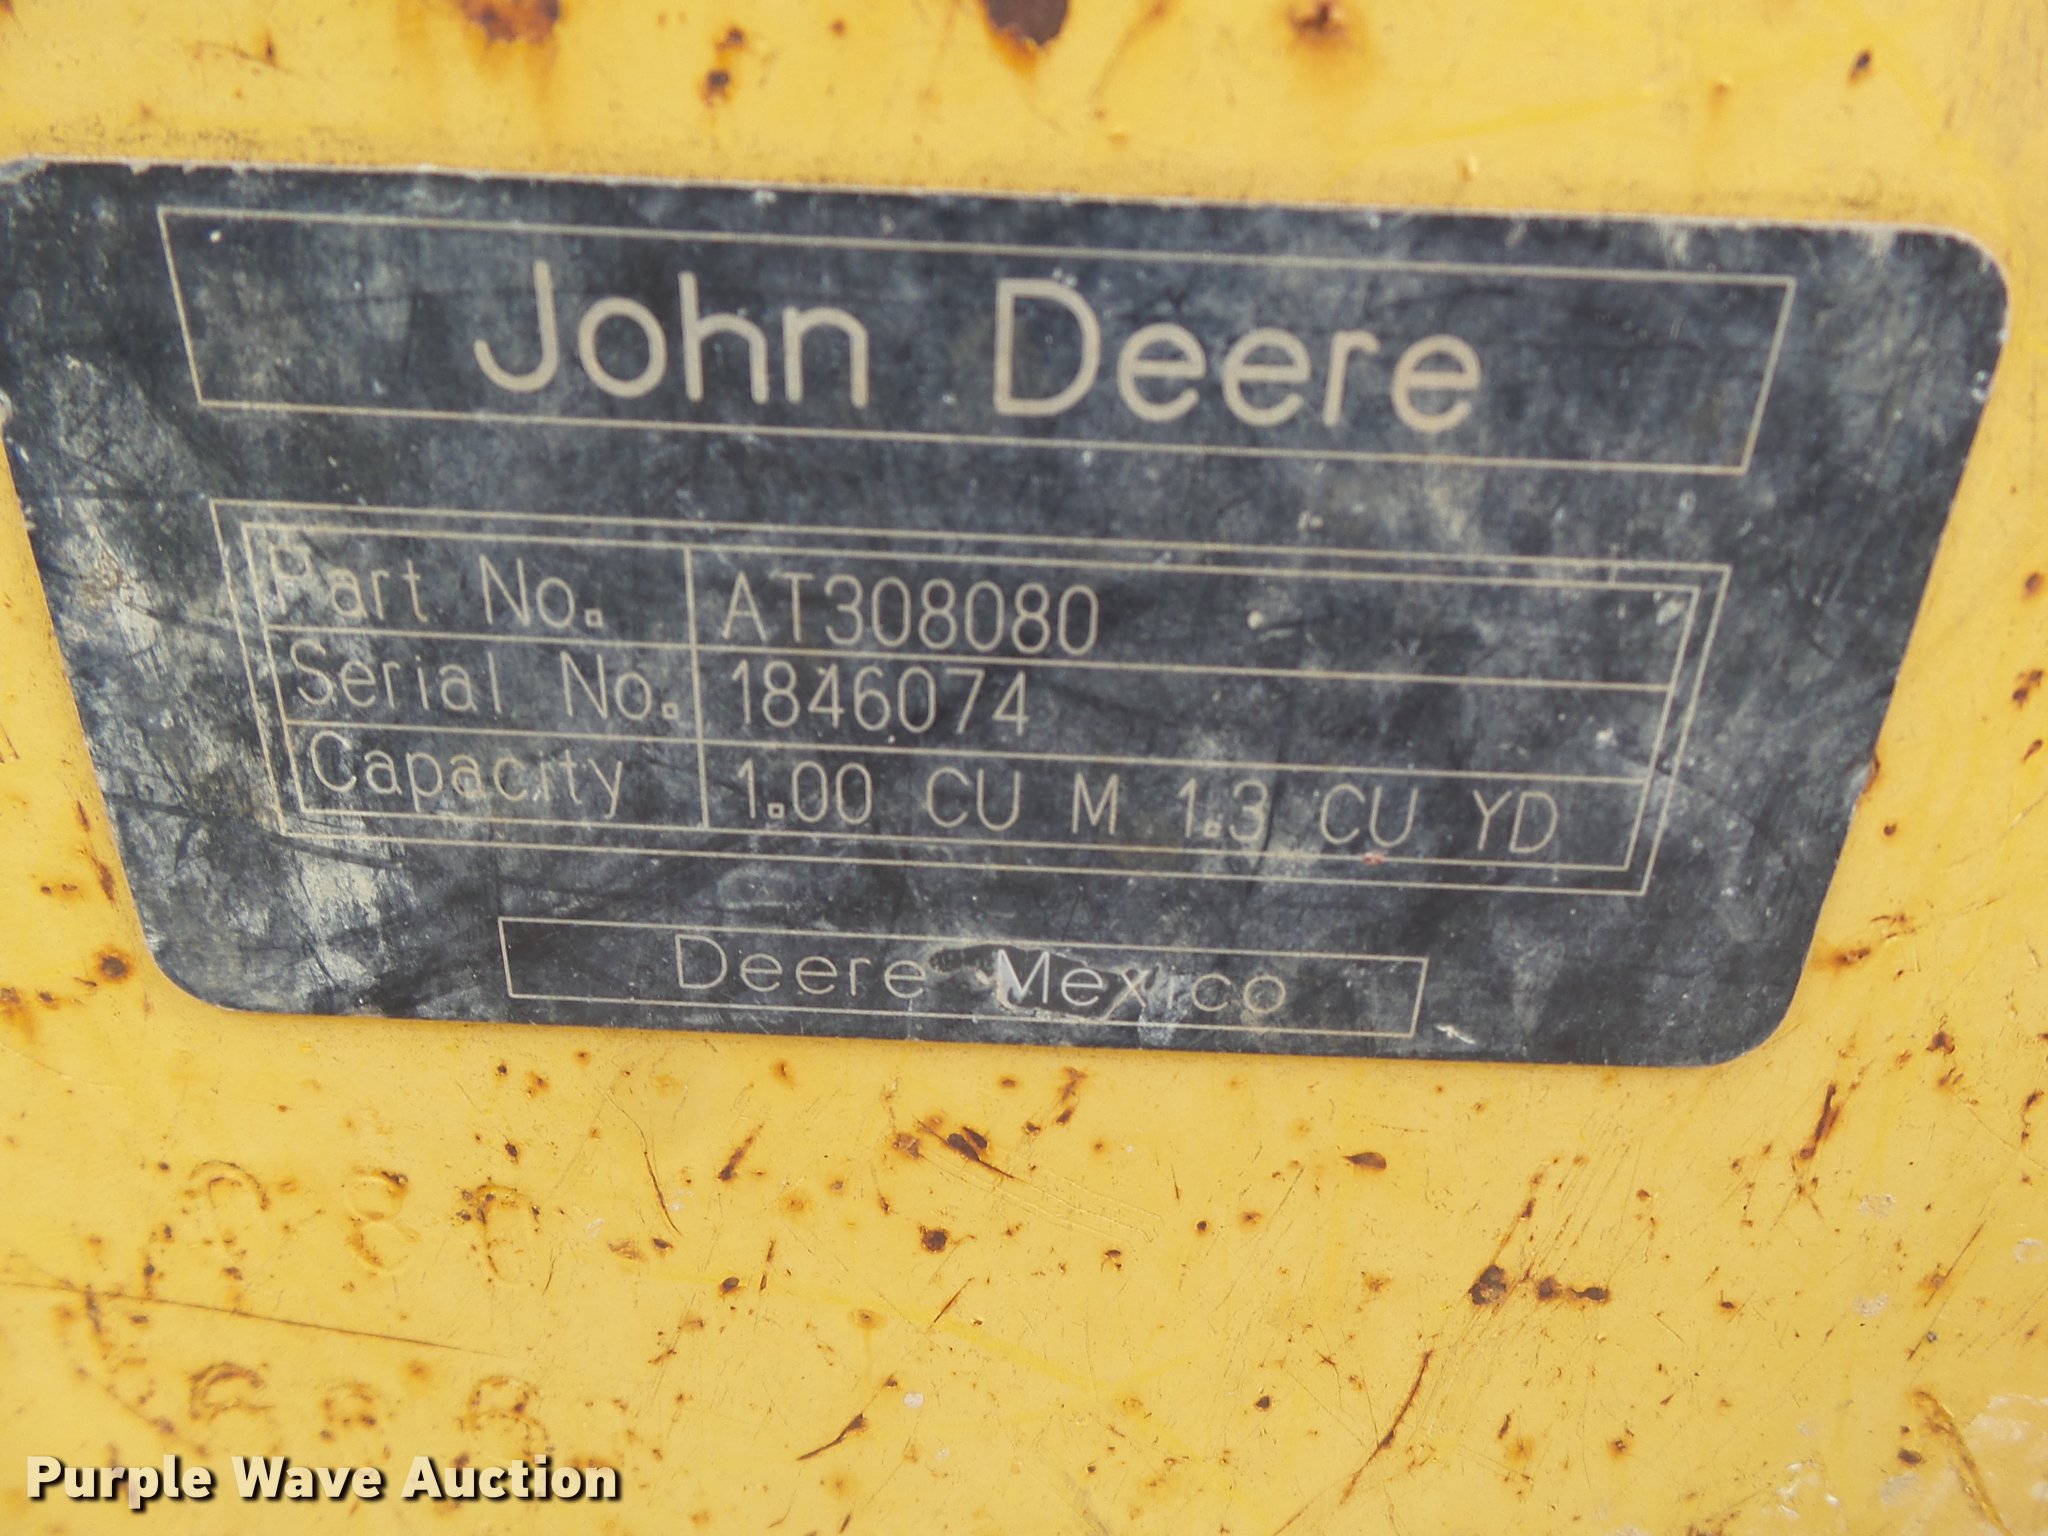 John Deere
Part No. AT308080
Serial No. 1846074
Capacity 1.00 CU M 1.3 CU YD
Deere Mexico
Purple Wave Auction